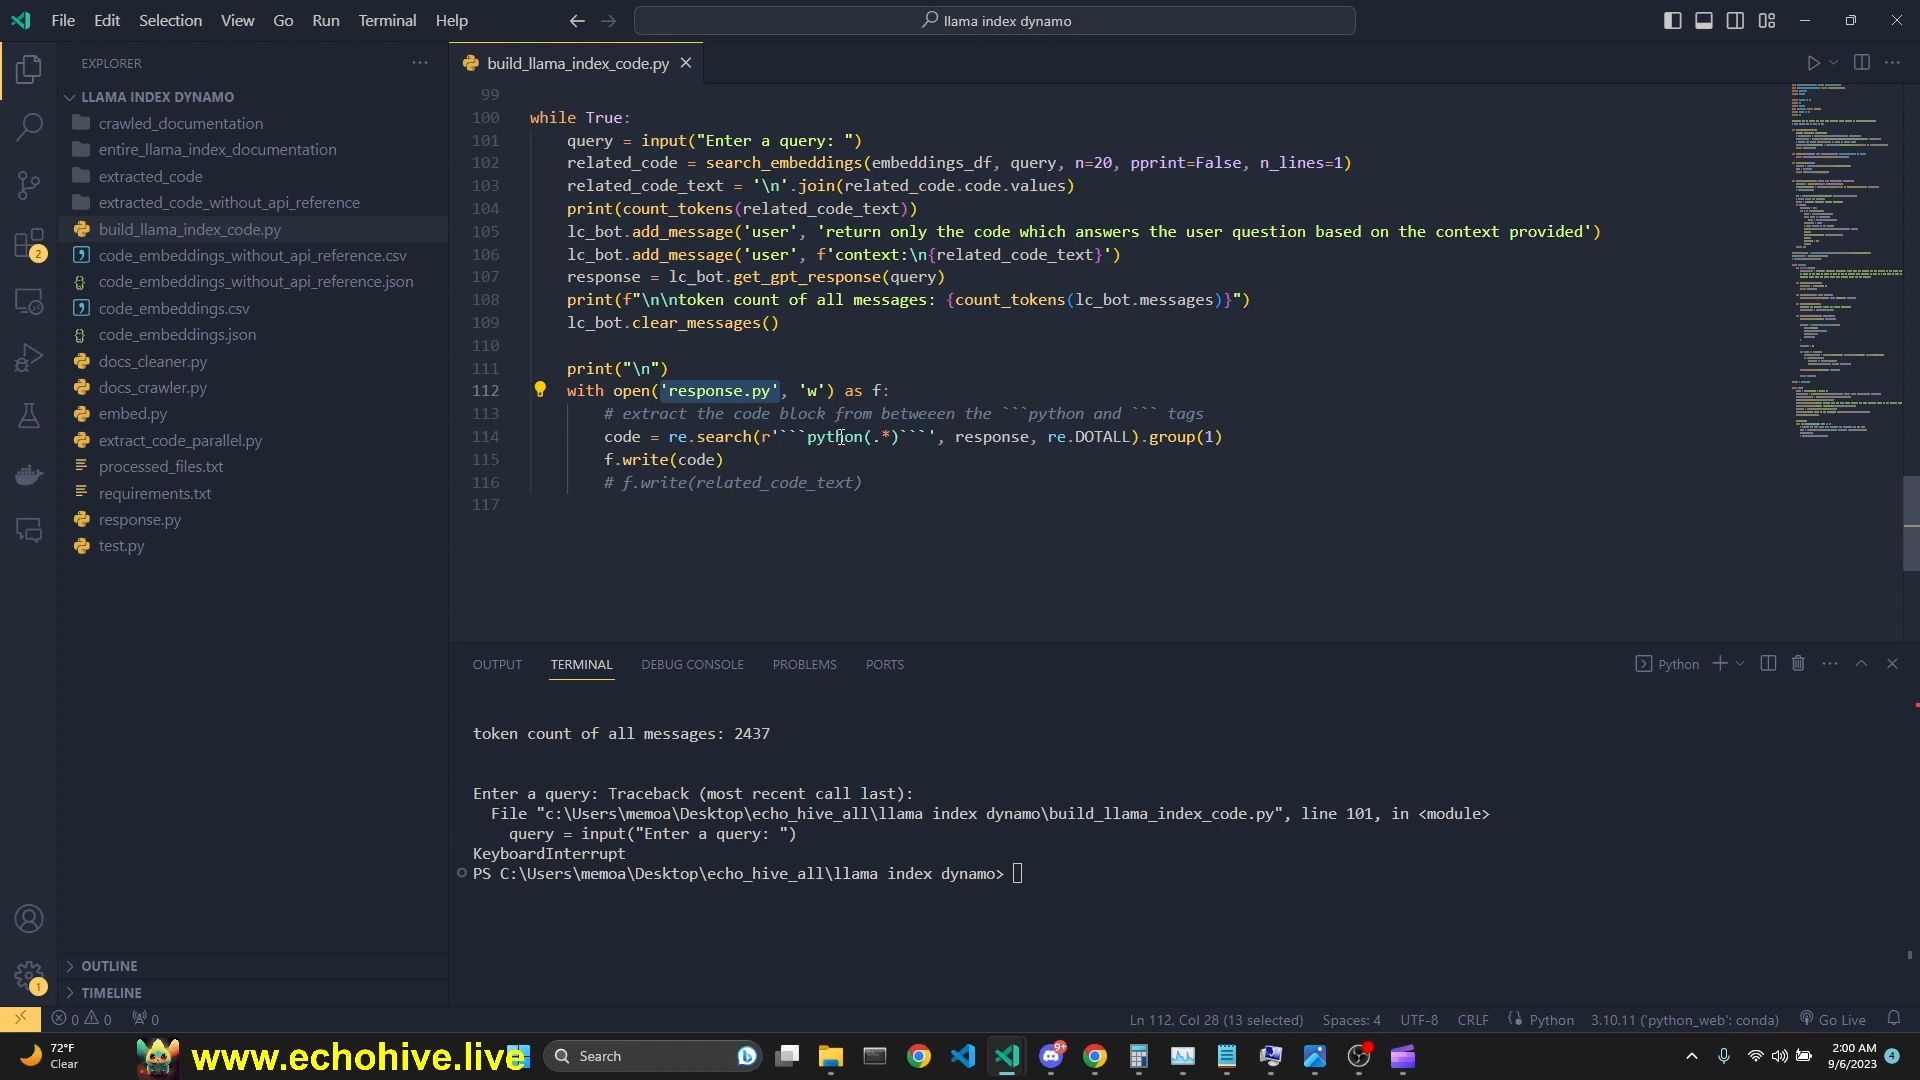 File Edit Selection View Go Run Terminal Help
llama index dynamo
EXPLORER
LLAMA INDEX DYNAMO
crawled_documentation
entire_llama_index_documentation
extracted_code
extracted_code_without_api_reference
build_llama_index_code.py
code_embeddings_without_api_reference.csv
code_embeddings_without_api_reference.json
code_embeddings.csv
code_embeddings.json
docs_cleaner.py
docs_crawler.py
embed.py
extract_code_parallel.py
processed_files.txt
requirements.txt
response.py
test.py
OUTLINE
TIMELINE
2
1
build_llama_index_code.py
99
100 while True:
101 query = input("Enter a query: ")
102 related_code = search_embeddings(embeddings_df, query, n=20, pprint=False, n_lines=1)
103 related_code_text = '\n'.join(related_code.code.values)
104 print(count_tokens(related_code_text))
105 lc_bot.add_message('user', 'return only the code which answers the user question based on the context provided')
106 lc_bot.add_message('user', f'context:\n{related_code_text}')
107 response = lc_bot.get_gpt_response(query)
108 print(f"\n\ntoken count of all messages: {count_tokens(lc_bot.messages)}")
109 lc_bot.clear_messages()
110
111 print("\n")
112 with open('response.py', 'w') as f:
113 # extract the code block from betweeen the ```python and ``` tags
114 code = re.search(r'```python(.*)```', response, re.DOTALL).group(1)
115 f.write(code)
116 # f.write(related_code_text)
117
OUTPUT TERMINAL DEBUG CONSOLE PROBLEMS PORTS
Python
token count of all messages: 2437
Enter a query: Traceback (most recent call last):
File "c:\Users\memoa\Desktop\echo_hive_all\llama index dynamo\build_llama_index_code.py", line 101, in <module>
query = input("Enter a query: ")
KeyboardInterrupt
PS C:\Users\memoa\Desktop\echo_hive_all\llama index dynamo>
0 0 0
Ln 112, Col 28 (13 selected) Spaces: 4 UTF-8 CRLF Python 3.10.11 ('python_web': conda) Go Live
72°F
Clear
www.echohive.live
Search
9+
2:00 AM
9/6/2023
4